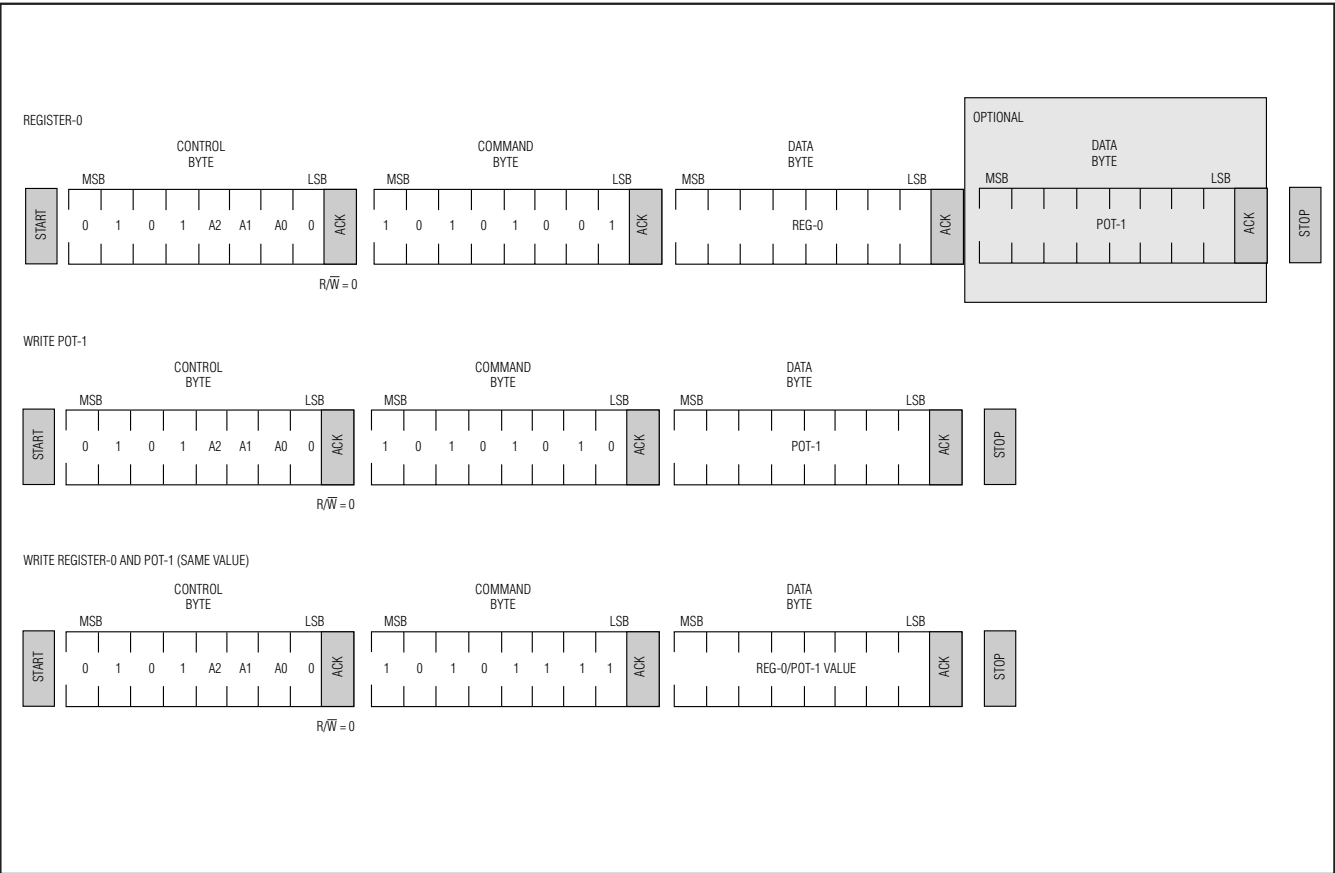 REGISTER-0
OPTIONAL
CONTROL
BYTE
COMMAND
BYTE
DATA
BYTE
DATA
BYTE
MSB LSB MSB LSB MSB LSB MSB LSB
START 0 1 0 1 A2 A1 A0 0 ACK 1 0 1 0 1 0 0 1 ACK REG-0 ACK POT-1 ACK STOP
R/W̅ = 0
WRITE POT-1
CONTROL
BYTE
COMMAND
BYTE
DATA
BYTE
MSB LSB MSB LSB MSB LSB
START 0 1 0 1 A2 A1 A0 0 ACK 1 0 1 0 1 0 1 0 ACK POT-1 ACK STOP
R/W̅ = 0
WRITE REGISTER-0 AND POT-1 (SAME VALUE)
CONTROL
BYTE
COMMAND
BYTE
DATA
BYTE
MSB LSB MSB LSB MSB LSB
START 0 1 0 1 A2 A1 A0 0 ACK 1 0 1 0 1 1 1 1 ACK REG-0/POT-1 VALUE ACK STOP
R/W̅ = 0